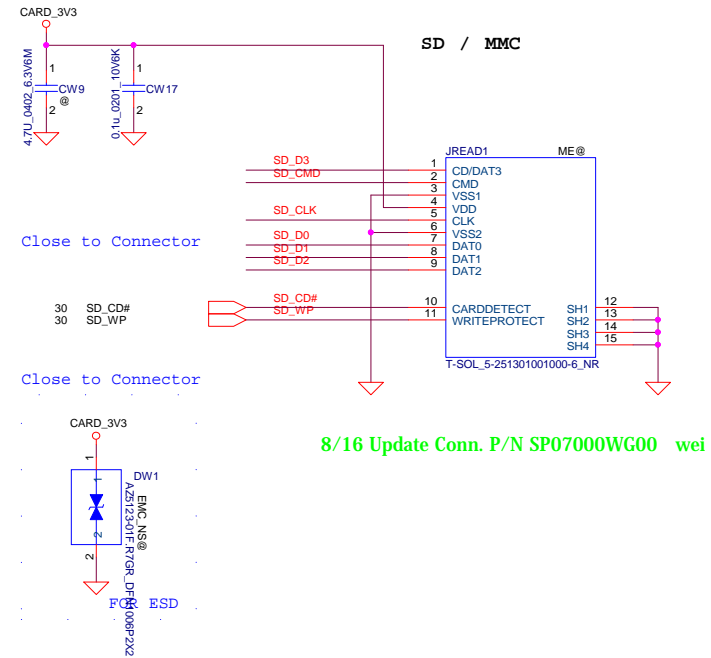 CARD_3V3
SD / MMC
4.7U_0402_6.3V6M
1
CW9
@
2
0.1u_0201_10V6K
1
CW17
2
JREAD1
ME@
SD_D3
1
CD/DAT3
SD_CMD
2
CMD
3
VSS1
4
VDD
SD_CLK
5
CLK
6
VSS2
SD_D0
7
DAT0
SD_D1
8
DAT1
SD_D2
9
DAT2
Close to Connector
30 SD_CD#
30 SD_WP
SD_CD#
10
CARDDETECT
SD_WP
11
WRITEPROTECT
SH1
12
SH2
13
SH3
14
SH4
15
T-SOL_5-251301001000-6_NR
Close to Connector
8/16 Update Conn. P/N SP07000WG00 wei
CARD_3V3
1
1
DW1
EMC_NS@
AZ5123-01F.R7GR_DFN1006P2X2
2
2
FOR ESD